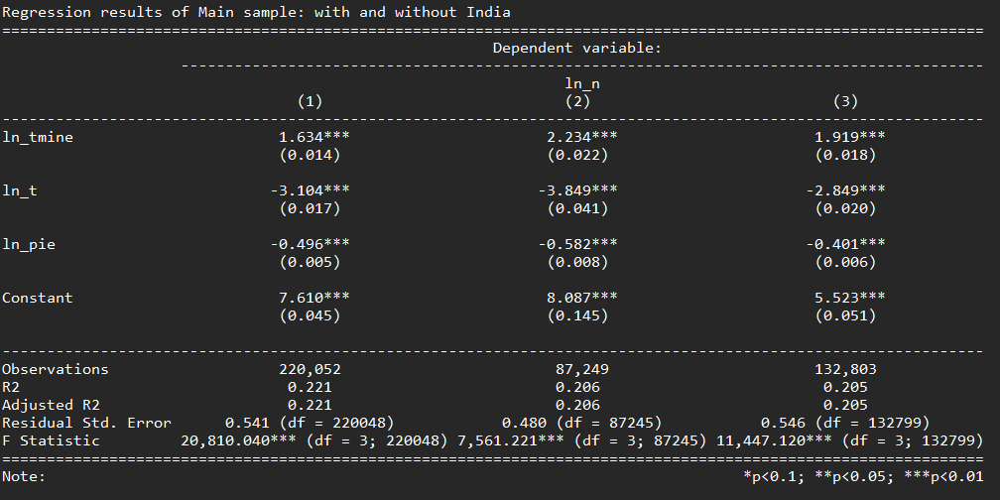 Regression results of Main sample: with and without India
==============================================================================================================
Dependent variable:
------------------------------------------------------------------------------------------
ln_n
(1) (2) (3)
--------------------------------------------------------------------------------------------------------------
ln_tmine 1.634*** 2.234*** 1.919***
(0.014) (0.022) (0.018)
ln_t -3.104*** -3.849*** -2.849***
(0.017) (0.041) (0.020)
ln_pie -0.496*** -0.582*** -0.401***
(0.005) (0.008) (0.006)
Constant 7.610*** 8.087*** 5.523***
(0.045) (0.145) (0.051)
--------------------------------------------------------------------------------------------------------------
Observations 220,052 87,249 132,803
R2 0.221 0.206 0.205
Adjusted R2 0.221 0.206 0.205
Residual Std. Error 0.541 (df = 220048) 0.480 (df = 87245) 0.546 (df = 132799)
F Statistic 20,810.040*** (df = 3; 220048) 7,561.221*** (df = 3; 87245) 11,447.120*** (df = 3; 132799)
==============================================================================================================
Note: *p<0.1; **p<0.05; ***p<0.01